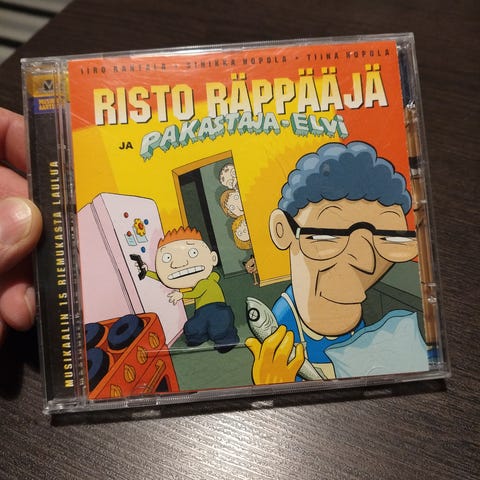 IIRO RANTALA • SINIKKA NOPOLA • TIINA NOPOLA
RISTO RÄPPÄÄJÄ
JA PAKASTAJA-ELVI
MUSIKAALIN 15 RIEMUKASTA LAULUA